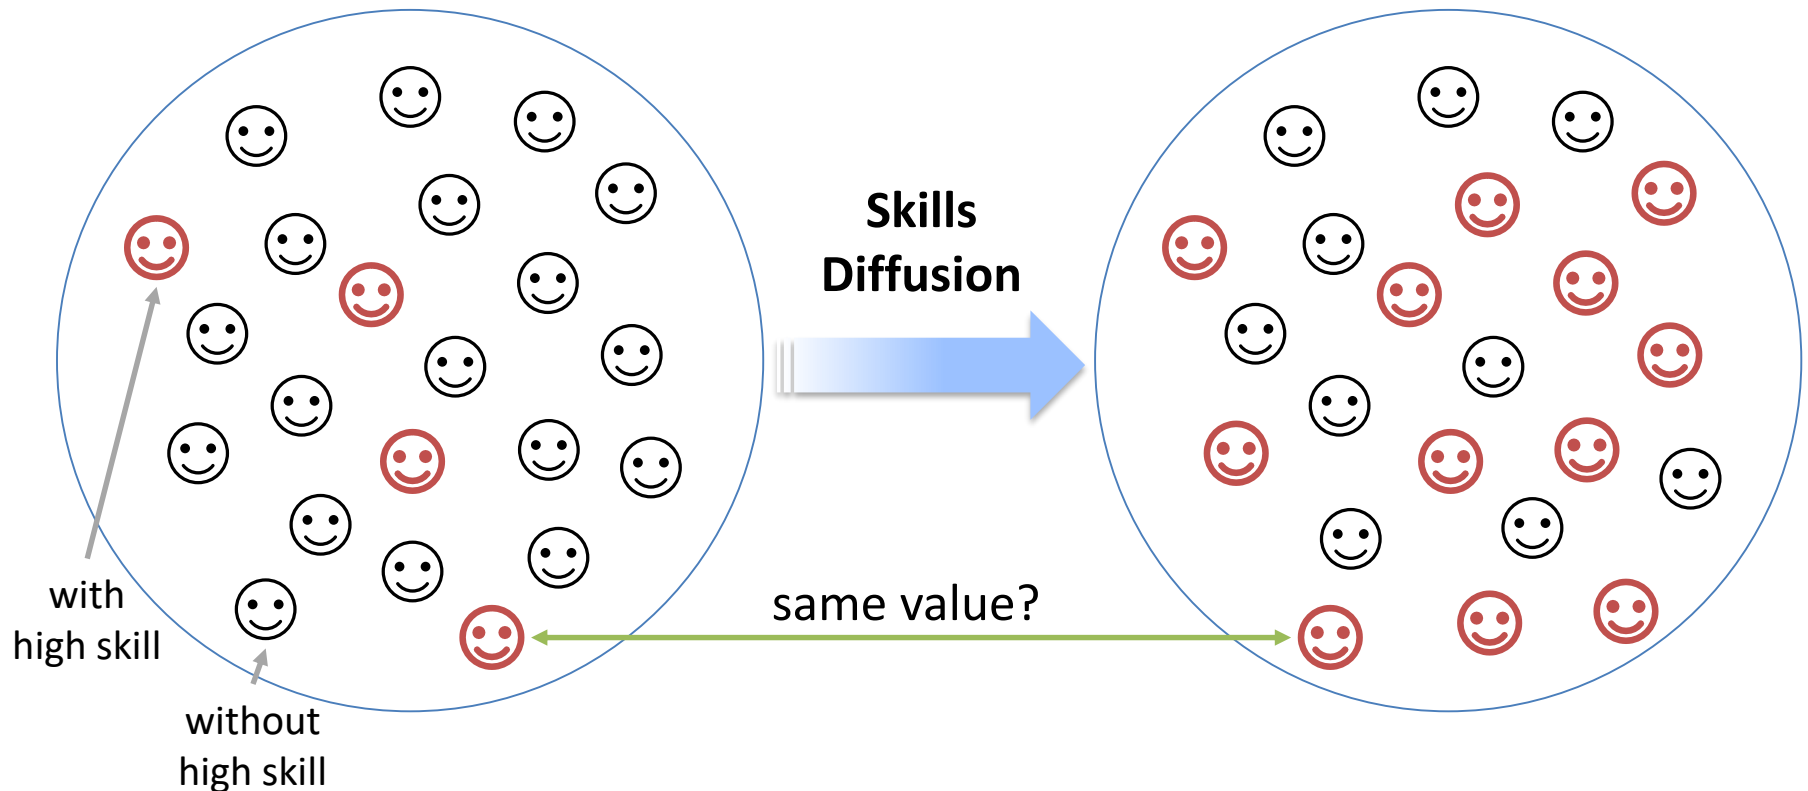 Skills
Diffusion
with
high skill
same value?
without
high skill